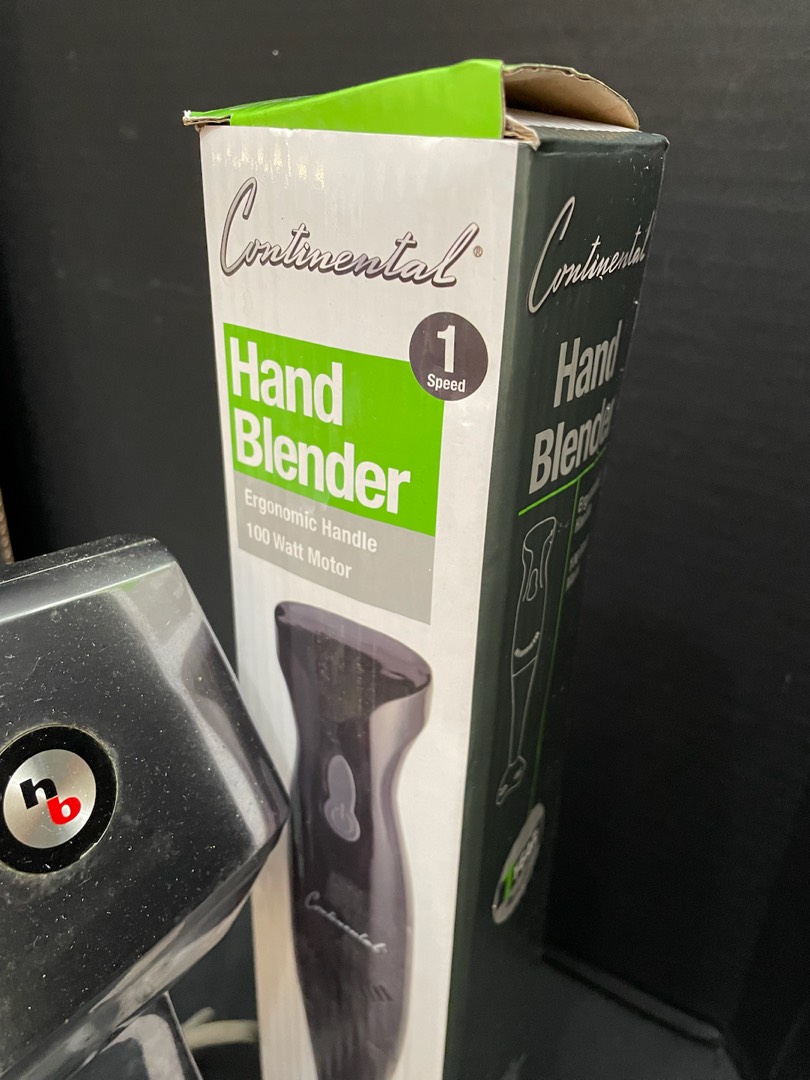 Continental®
1
Speed
Hand
Blender
Ergonomic Handle
100 Watt Motor
Continental
Continental
Hand
Blender
hb